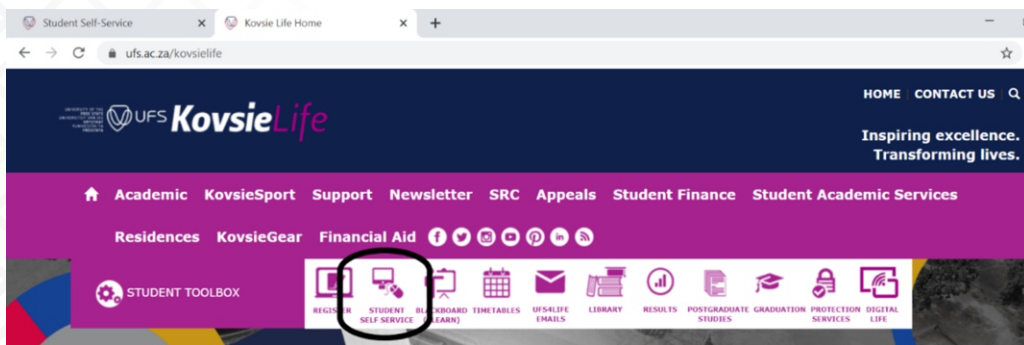 Student Self-Service
Kovsie Life Home
ufs.ac.za/kovsielife
HOME CONTACT US
UFS KovsieLife
Inspiring excellence.
Transforming lives.
Academic KovsieSport Support Newsletter SRC Appeals Student Finance Student Academic Services
Residences KovsieGear Financial Aid
STUDENT TOOLBOX
REGISTER
STUDENT
SELF SERVICE
BLACKBOARD
(LEARN)
TIMETABLES
UFS4LIFE
EMAILS
LIBRARY
RESULTS
POSTGRADUATE
STUDIES
GRADUATION
PROTECTION
SERVICES
DIGITAL
LIFE